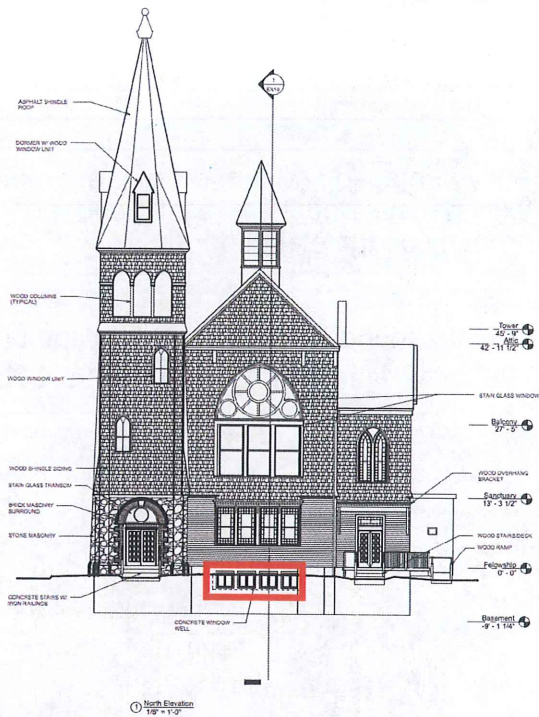 1
EX10
ASPHALT SHINGLE
ROOF
DORMER W/ WOOD
WINDOW UNIT
WOOD COLUMNS
(TYPICAL)
WOOD WINDOW UNIT
WOOD SHINGLE SIDING
STAIN GLASS TRANSOM
BRICK MASONRY
SURROUND
STONE MASONRY
CONCRETE STAIRS W/
IRON RAILINGS
CONCRETE WINDOW
WELL
Tower
45' - 9"
Attic
42' - 11 1/2"
STAIN GLASS WINDOW
Balcony
27' - 5"
WOOD OVERHANG
BRACKET
Sanctuary
13' - 3 1/2"
WOOD STAIRS/DECK
WOOD RAMP
Fellowship
0' - 0"
Basement
-9' - 1 1/4"
1 North Elevation
1/8" = 1'-0"